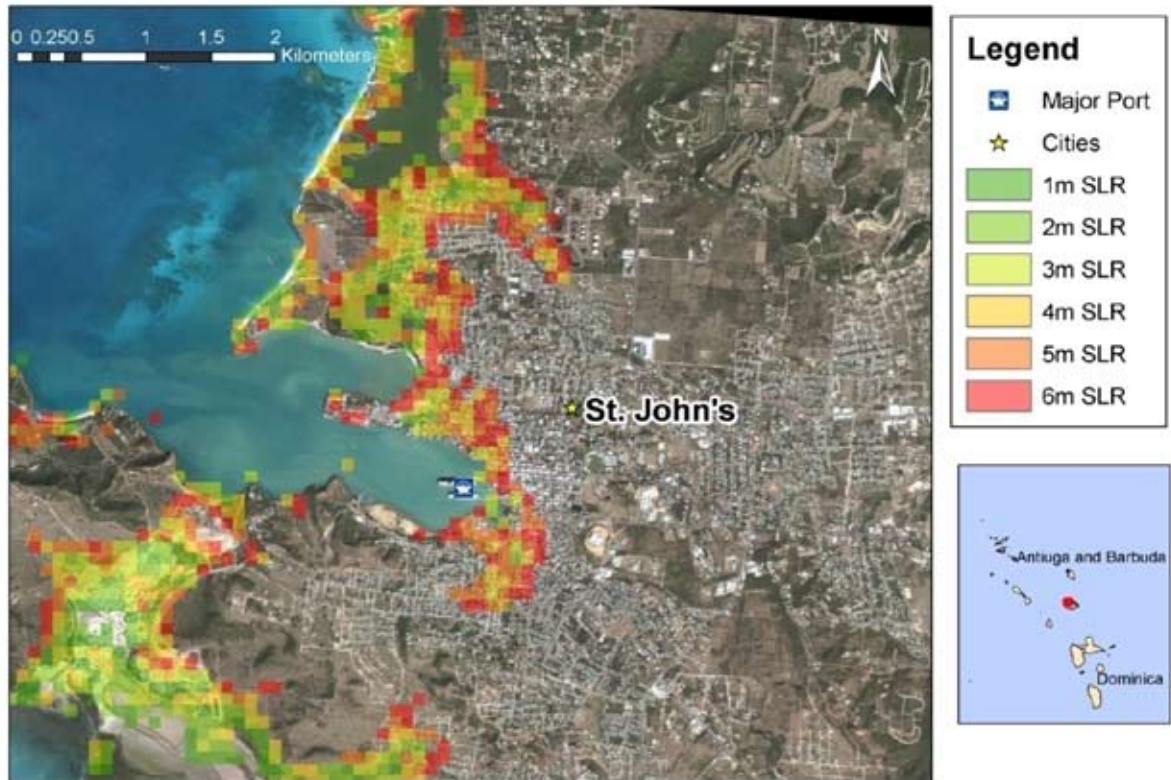 0 0.250.5 1 1.5 2
Kilometers
N
St. John's
Legend
Major Port
Cities
1m SLR
2m SLR
3m SLR
4m SLR
5m SLR
6m SLR
Antiuga and Barbuda
Dominica